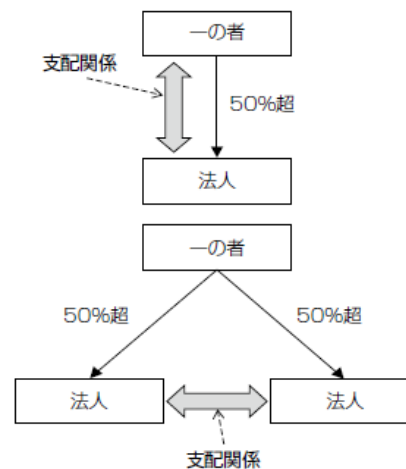 一の者
支配関係
50%超
法人
一の者
50%超
50%超
法人
法人
支配関係